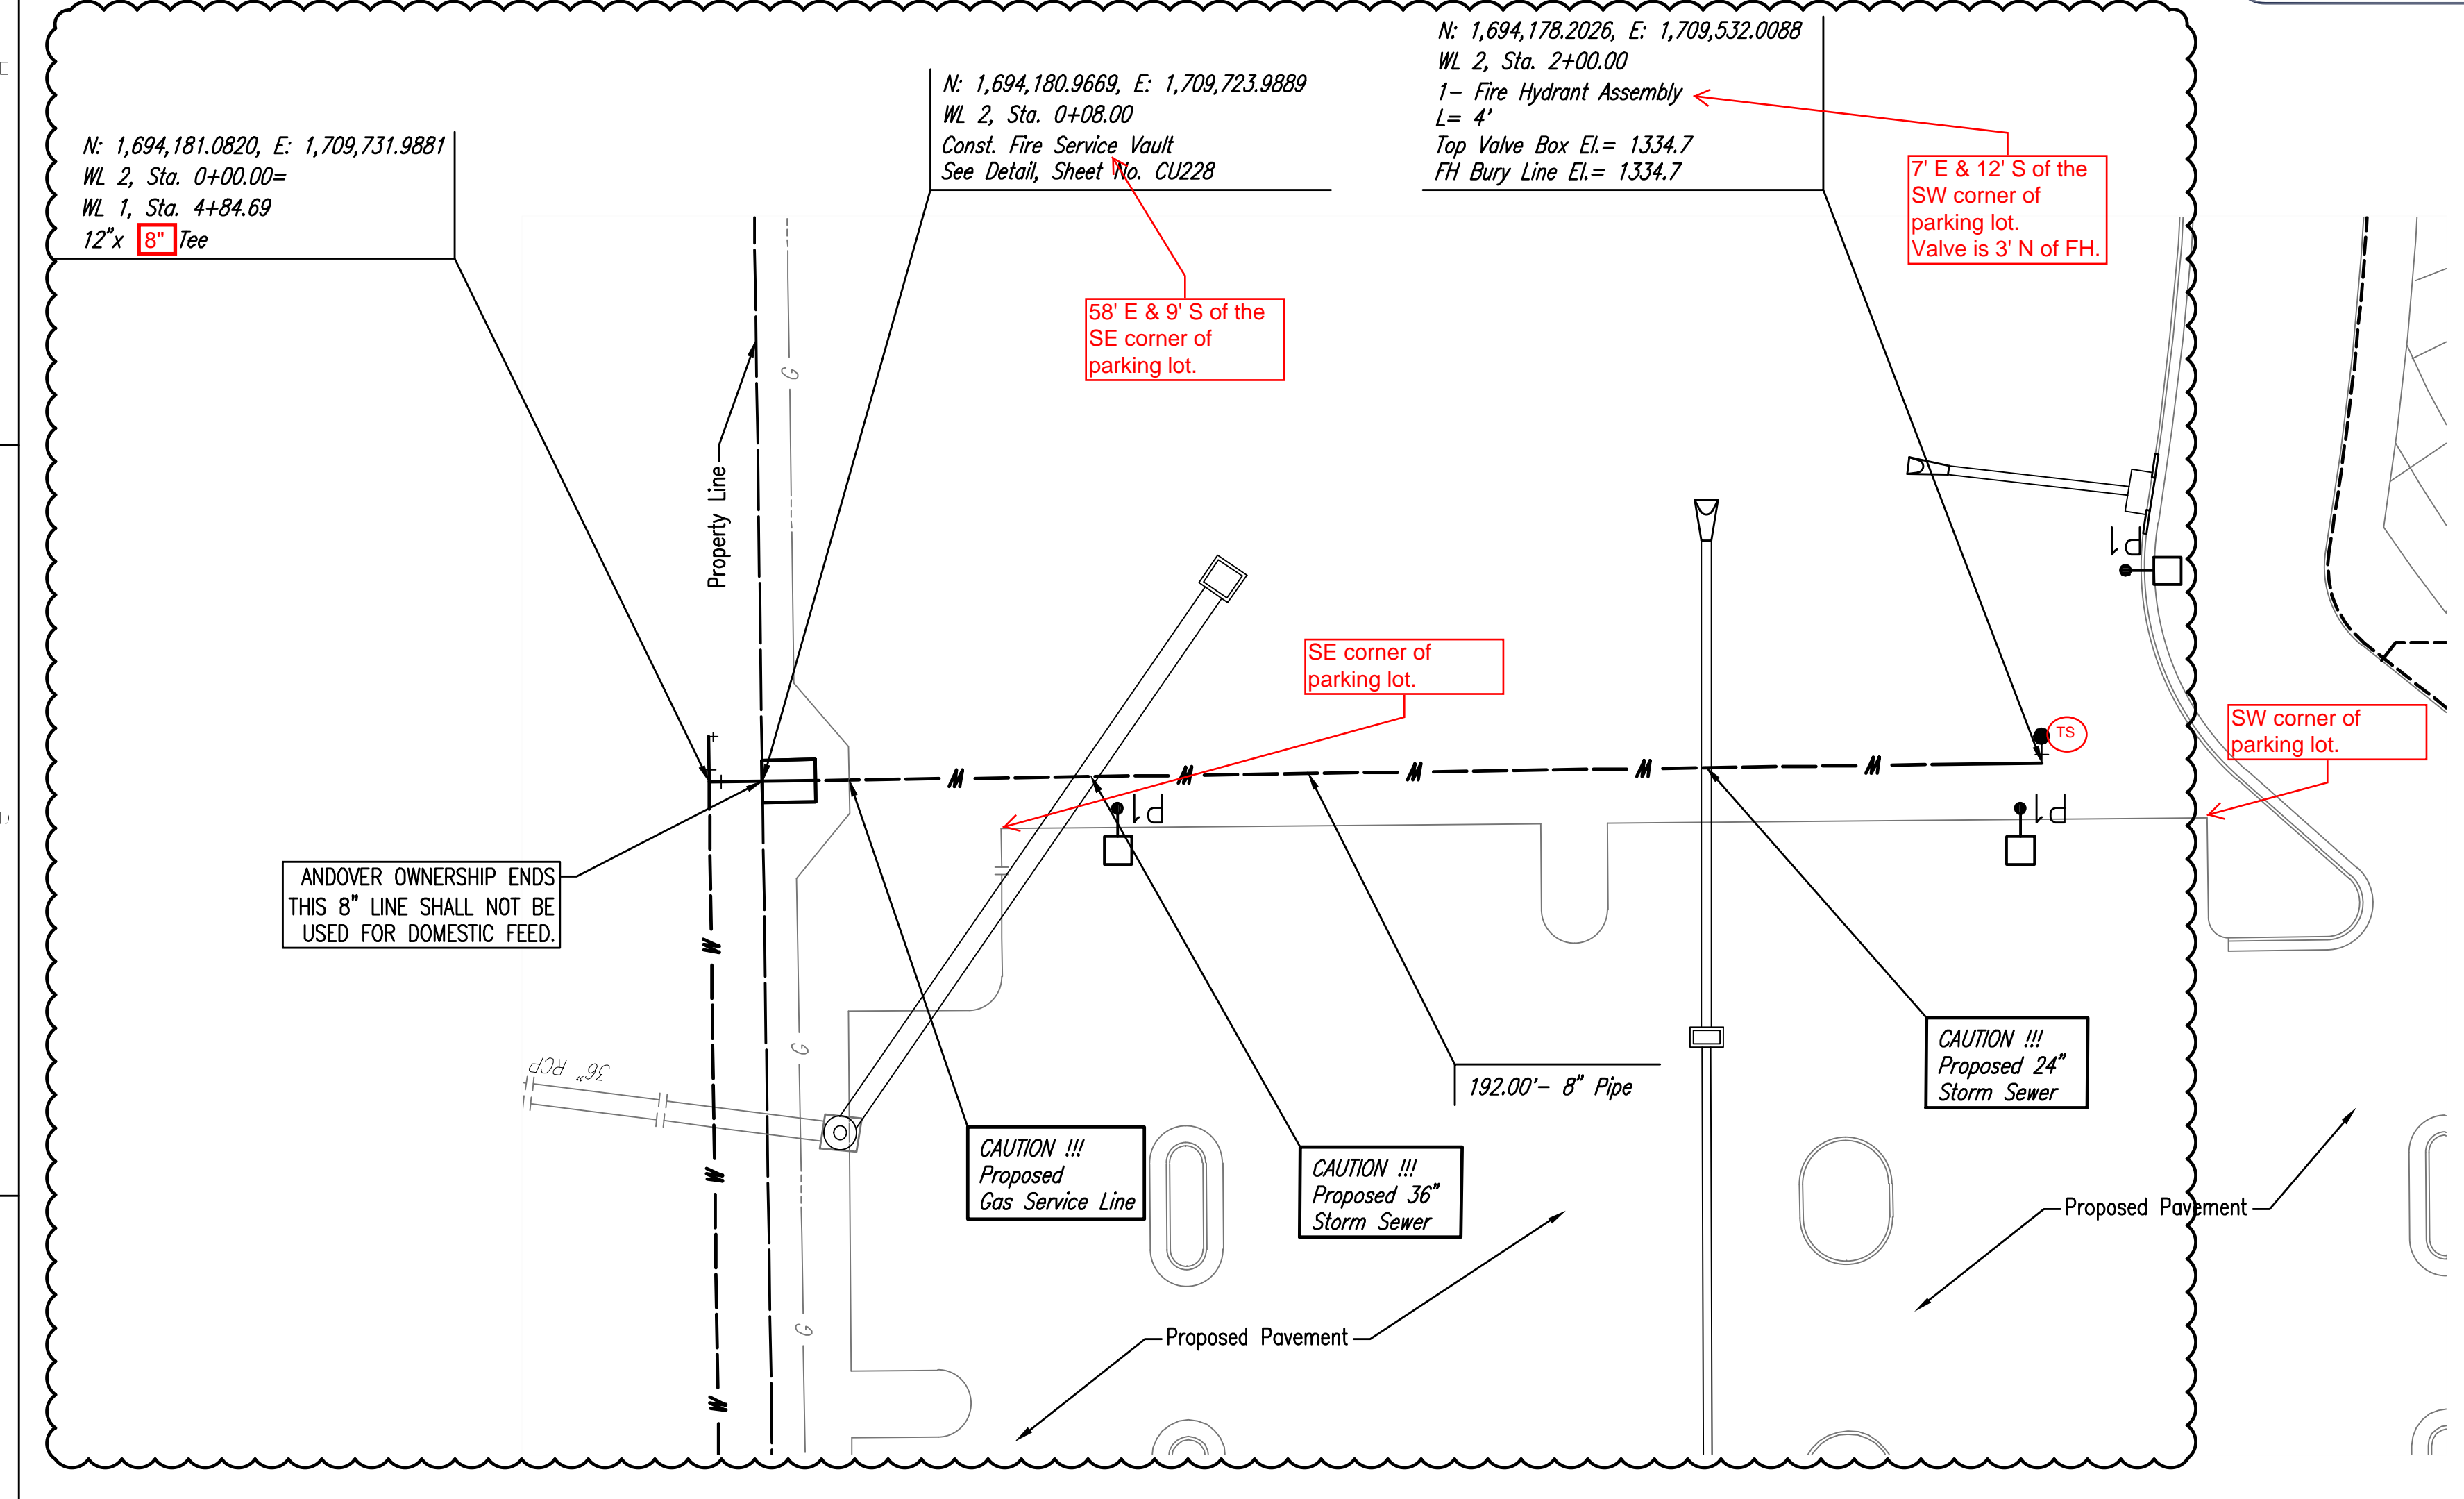 N: 1,694,181.0820, E: 1,709,731.9881
WL 2, Sta. 0+00.00=
WL 1, Sta. 4+84.69
12"x 8" Tee
N: 1,694,180.9669, E: 1,709,723.9889
WL 2, Sta. 0+08.00
Const. Fire Service Vault
See Detail, Sheet No. CU228
N: 1,694,178.2026, E: 1,709,532.0088
WL 2, Sta. 2+00.00
1- Fire Hydrant Assembly
L= 4'
Top Valve Box El.= 1334.7
FH Bury Line El.= 1334.7
7' E & 12' S of the
SW corner of
parking lot.
Valve is 3' N of FH.
58' E & 9' S of the
SE corner of
parking lot.
G
Property Line
P1
SE corner of
parking lot.
SW corner of
parking lot.
TS
W
W
W
W
W
P1
P1
ANDOVER OWNERSHIP ENDS
THIS 8" LINE SHALL NOT BE
USED FOR DOMESTIC FEED.
W
G
36" RCP
192.00'- 8" Pipe
CAUTION !!!
Proposed 24"
Storm Sewer
CAUTION !!!
Proposed
Gas Service Line
CAUTION !!!
Proposed 36"
Storm Sewer
W
Proposed Pavement
G
Proposed Pavement
W